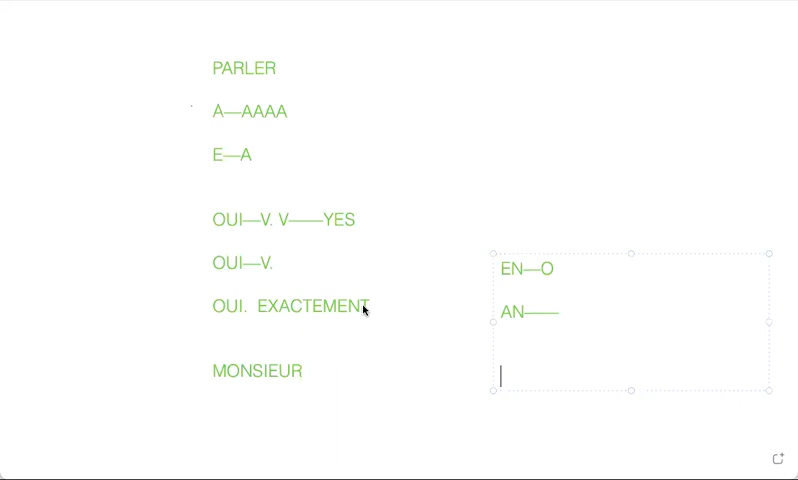 PARLER
A—AAAA
E—A
OUI—V. V——YES
OUI—V.
OUI.  EXACTEMENT
MONSIEUR
EN—O
AN——